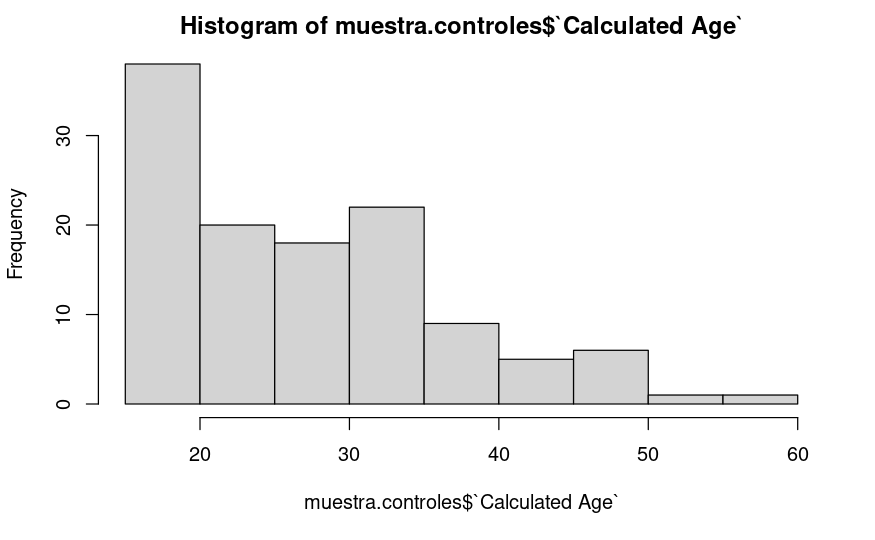 Histogram of muestra.controles$`Calculated Age`
Frequency
30
20
10
0
20 30 40 50 60
muestra.controles$`Calculated Age`